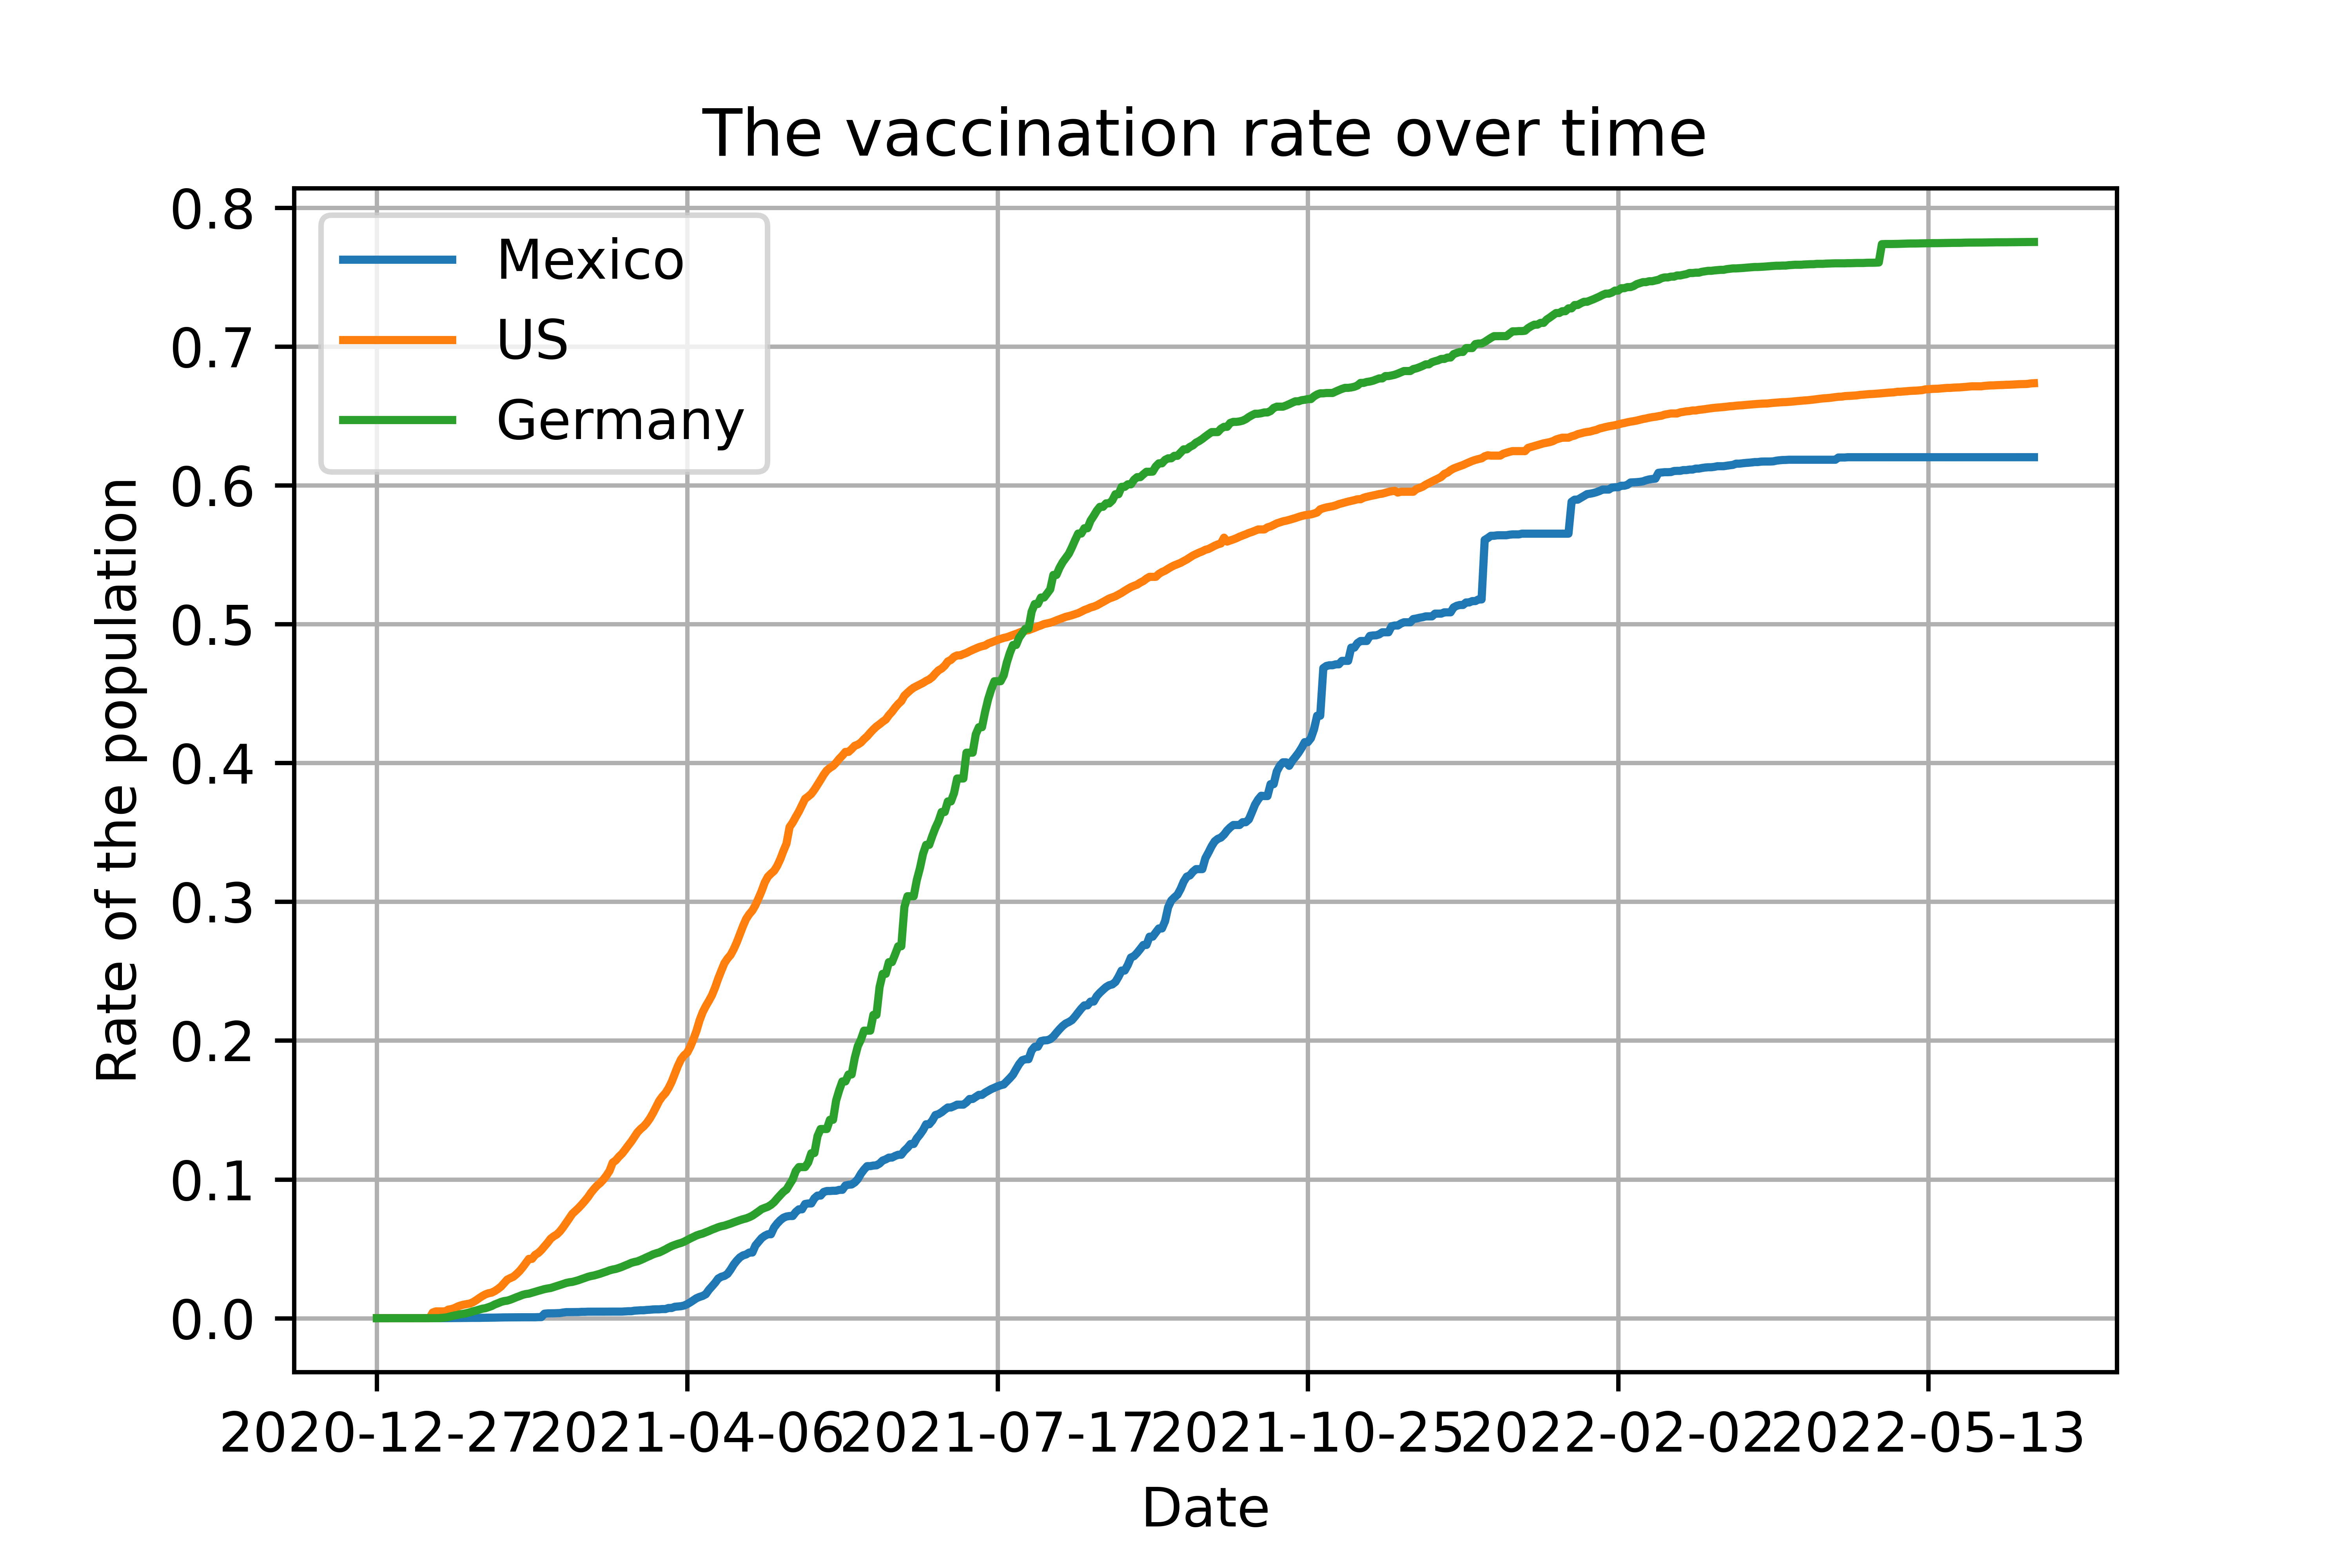 The vaccination rate over time
Mexico
US
Germany
Rate of the population
0.8
0.7
0.6
0.5
0.4
0.3
0.2
0.1
0.0
2020-12-27 2021-04-06 2021-07-17 2021-10-25 2022-02-02 2022-05-13
Date